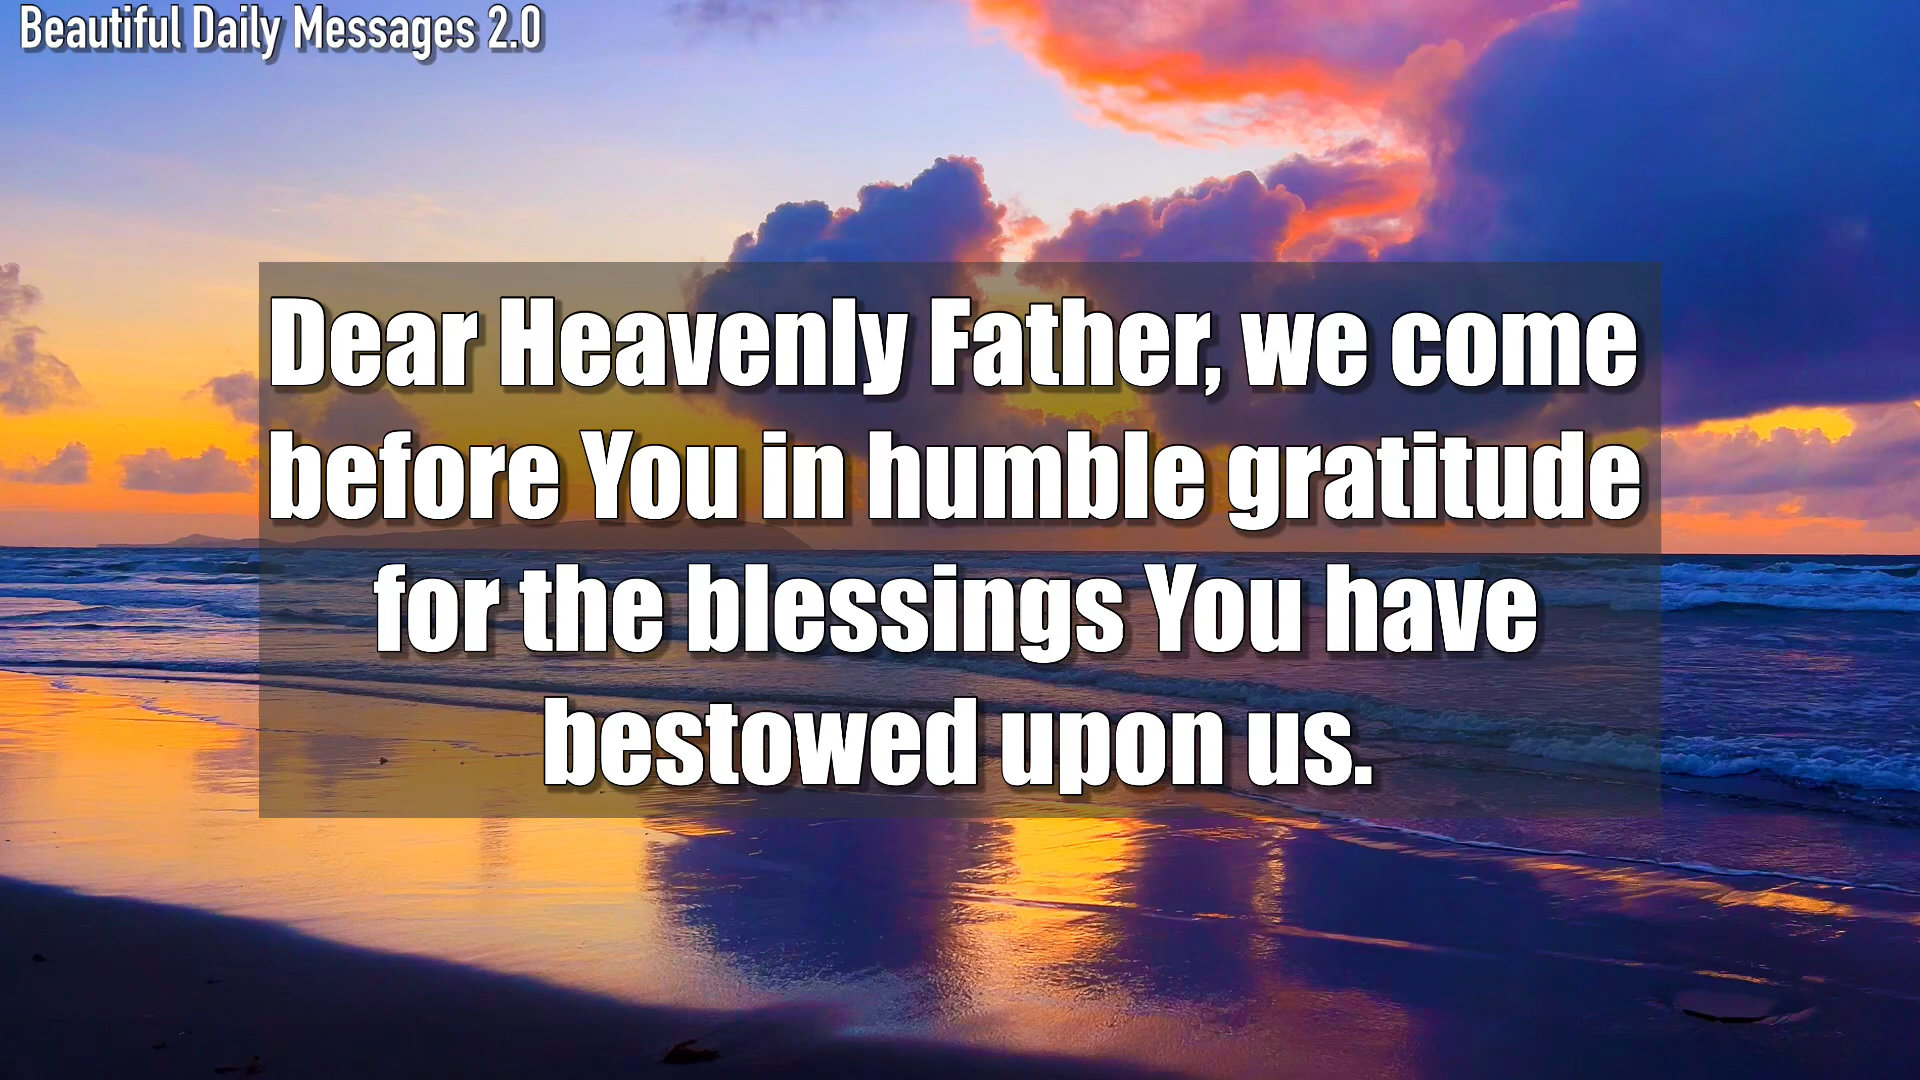 Beautiful Daily Messages 2.0
Dear Heavenly Father, we come
before You in humble gratitude
for the blessings You have
bestowed upon us.